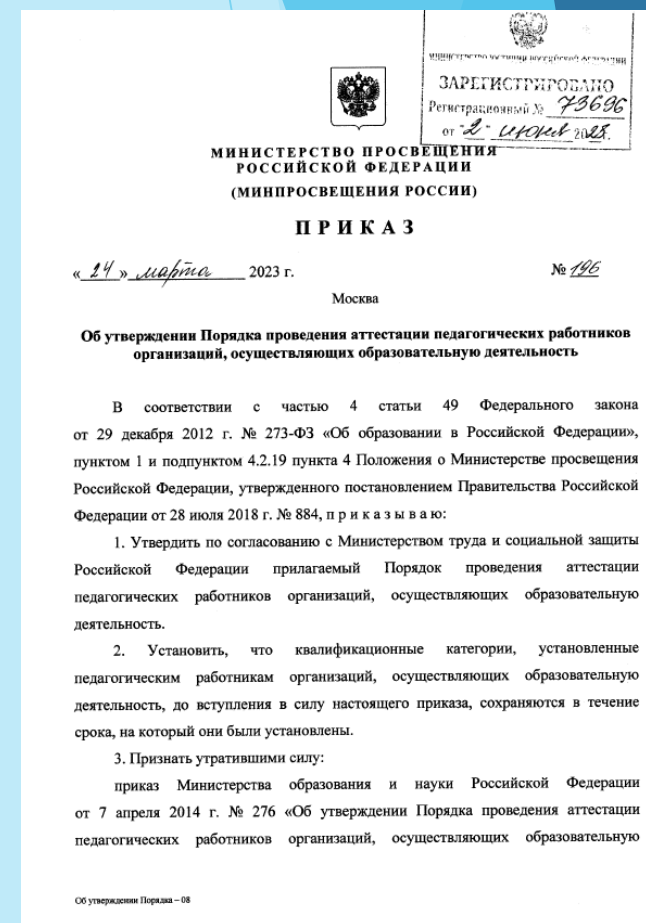 МИНИСТЕРСТВО ЮСТИЦИИ РОССИЙСКОЙ ФЕДЕРАЦИИ
ЗАРЕГИСТРИРОВАНО
Регистрационный № 73696
от "2" июня 2023.
МИНИСТЕРСТВО ПРОСВЕЩЕНИЯ
РОССИЙСКОЙ ФЕДЕРАЦИИ
(МИНПРОСВЕЩЕНИЯ РОССИИ)
ПРИКАЗ
«24» марта 2023 г. № 196
Москва
Об утверждении Порядка проведения аттестации педагогических работников
организаций, осуществляющих образовательную деятельность
В соответствии с частью 4 статьи 49 Федерального закона
от 29 декабря 2012 г. № 273-ФЗ «Об образовании в Российской Федерации»,
пунктом 1 и подпунктом 4.2.19 пункта 4 Положения о Министерстве просвещения
Российской Федерации, утвержденного постановлением Правительства Российской
Федерации от 28 июля 2018 г. № 884, п р и к а з ы в а ю:
1. Утвердить по согласованию с Министерством труда и социальной защиты
Российской Федерации прилагаемый Порядок проведения аттестации
педагогических работников организаций, осуществляющих образовательную
деятельность.
2. Установить, что квалификационные категории, установленные
педагогическим работникам организаций, осуществляющих образовательную
деятельность, до вступления в силу настоящего приказа, сохраняются в течение
срока, на который они были установлены.
3. Признать утратившими силу:
приказ Министерства образования и науки Российской Федерации
от 7 апреля 2014 г. № 276 «Об утверждении Порядка проведения аттестации
педагогических работников организаций, осуществляющих образовательную
Об утверждении Порядка – 08